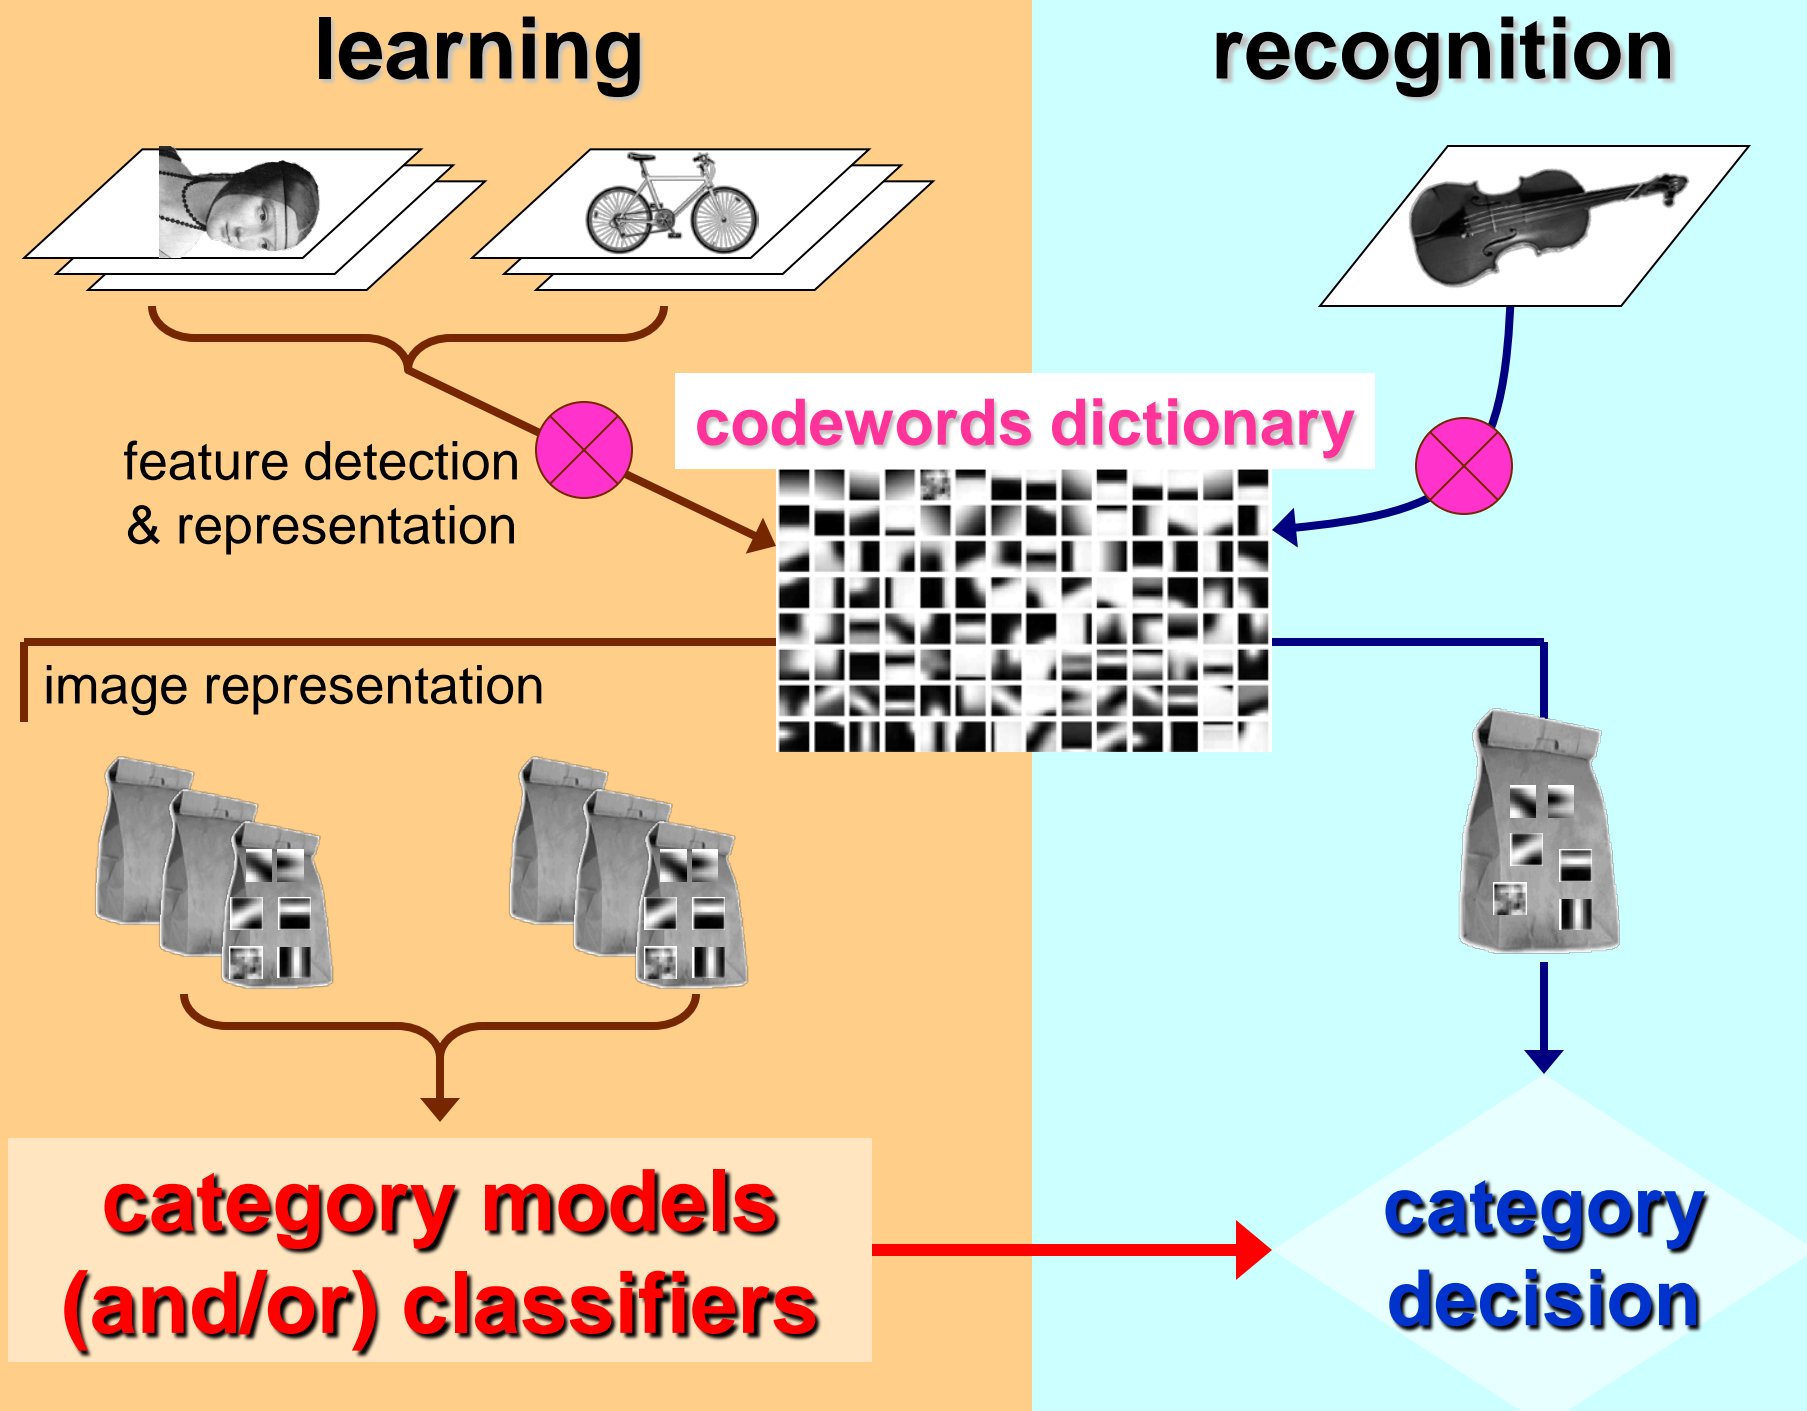 learning
recognition
codewords dictionary
feature detection
& representation
image representation
category models
(and/or) classifiers
category
decision